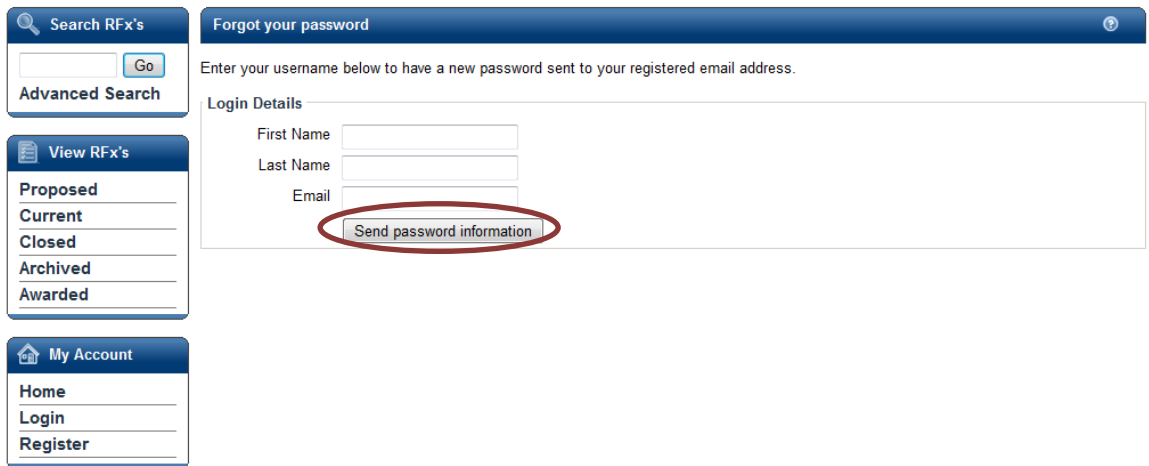 Search RFx's
Go
Advanced Search
View RFx's
Proposed
Current
Closed
Archived
Awarded
My Account
Home
Login
Register
Forgot your password
?
Enter your username below to have a new password sent to your registered email address.
Login Details
First Name
Last Name
Email
Send password information